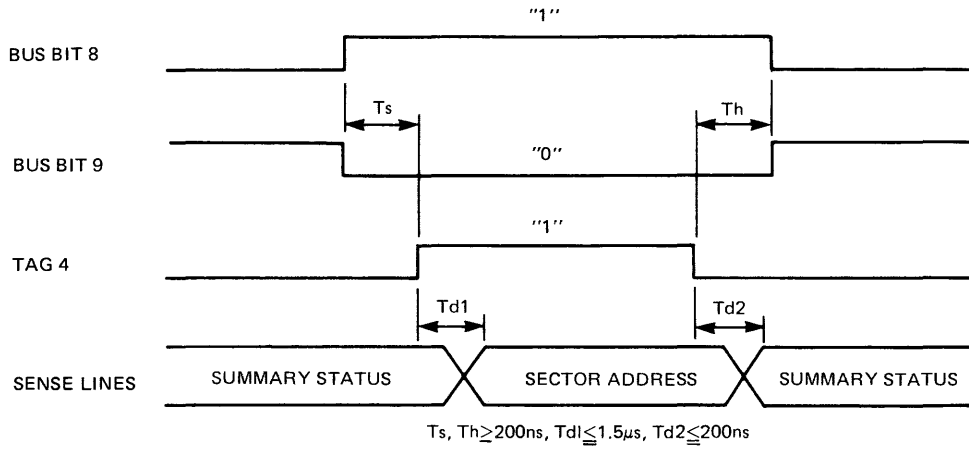 "1"
BUS BIT 8
Ts
Th
BUS BIT 9
"0"
"1"
TAG 4
Td1
Td2
SENSE LINES
SUMMARY STATUS
SECTOR ADDRESS
SUMMARY STATUS
Ts, Th≥200ns, Tdl≦1.5μs, Td2≦200ns